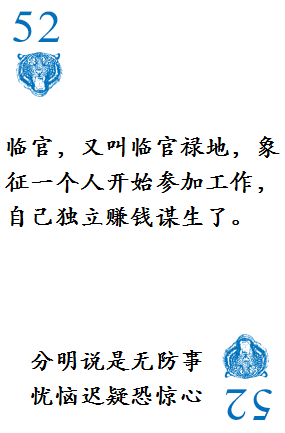 52
临官，又叫临官禄地，象
征一个人开始参加工作，
自己独立赚钱谋生了。
分明说是无防事
忧恼迟疑恐惊心
52